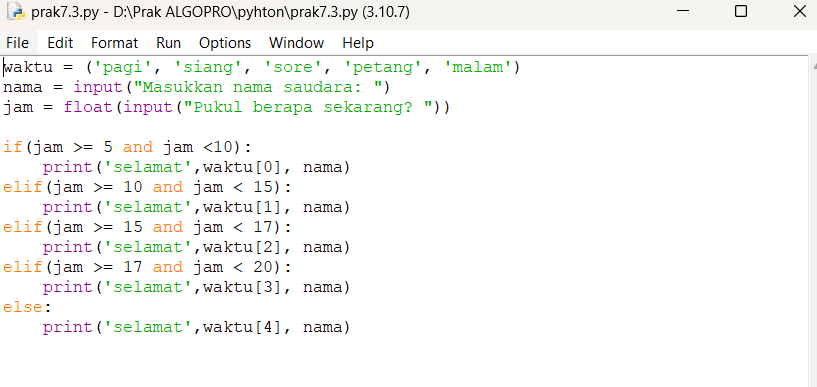 prak7.3.py - D:\Prak ALGOPRO\pyhton\prak7.3.py (3.10.7)
File Edit Format Run Options Window Help
waktu = ('pagi', 'siang', 'sore', 'petang', 'malam')
nama = input("Masukkan nama saudara: ")
jam = float(input("Pukul berapa sekarang? "))

if(jam >= 5 and jam <10):
    print('selamat',waktu[0], nama)
elif(jam >= 10 and jam < 15):
    print('selamat',waktu[1], nama)
elif(jam >= 15 and jam < 17):
    print('selamat',waktu[2], nama)
elif(jam >= 17 and jam < 20):
    print('selamat',waktu[3], nama)
else:
    print('selamat',waktu[4], nama)